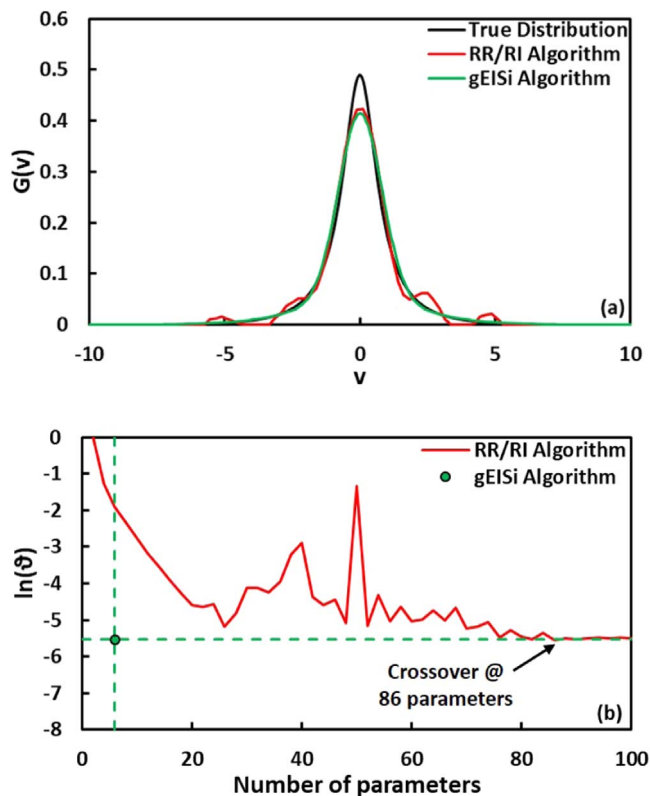 0.6
True Distribution
RR/RI Algorithm
gEISi Algorithm
0.5
0.4
0.3
0.2
0.1
0
G(v)
(a)
-10 -5 0 5 10
v
0
-1
-2
-3
-4
-5
-6
-7
-8
ln(ϑ)
RR/RI Algorithm
gEISi Algorithm
Crossover @
86 parameters
(b)
0 20 40 60 80 100
Number of parameters